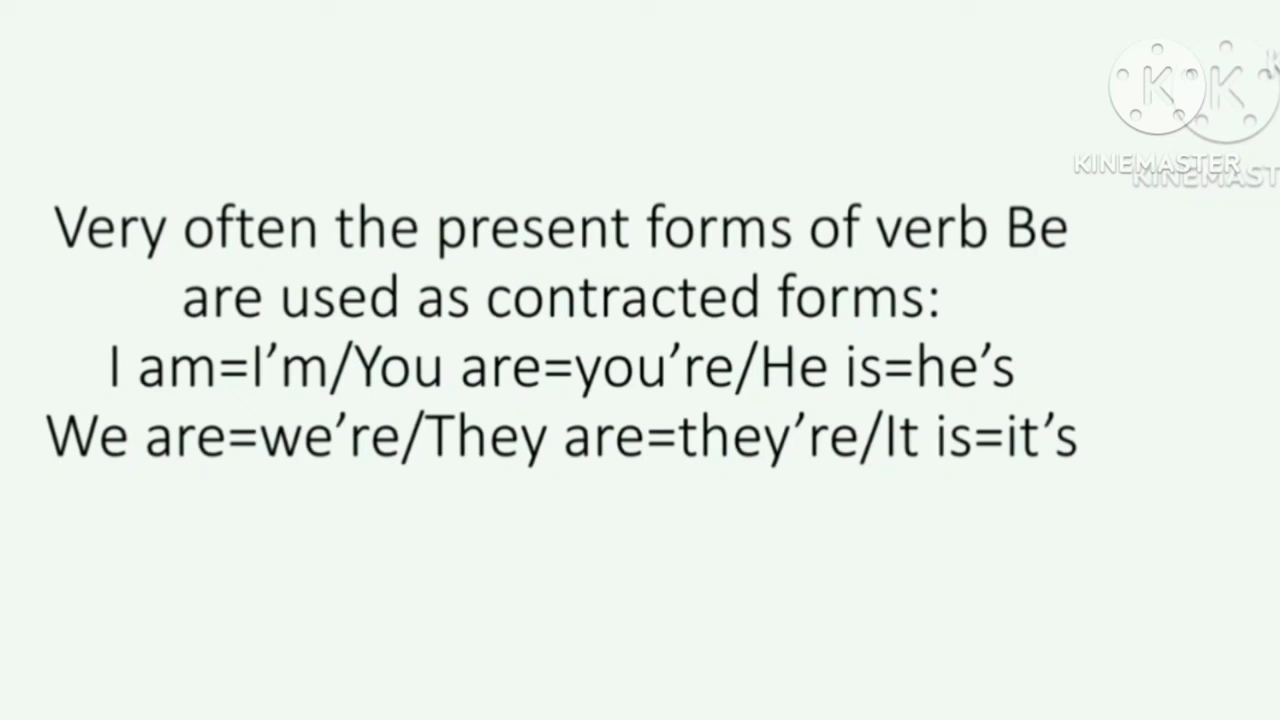 KINEMASTER
KINEMAST
Very often the present forms of verb Be
are used as contracted forms:
I am=I’m/You are=you’re/He is=he’s
We are=we’re/They are=they’re/It is=it’s